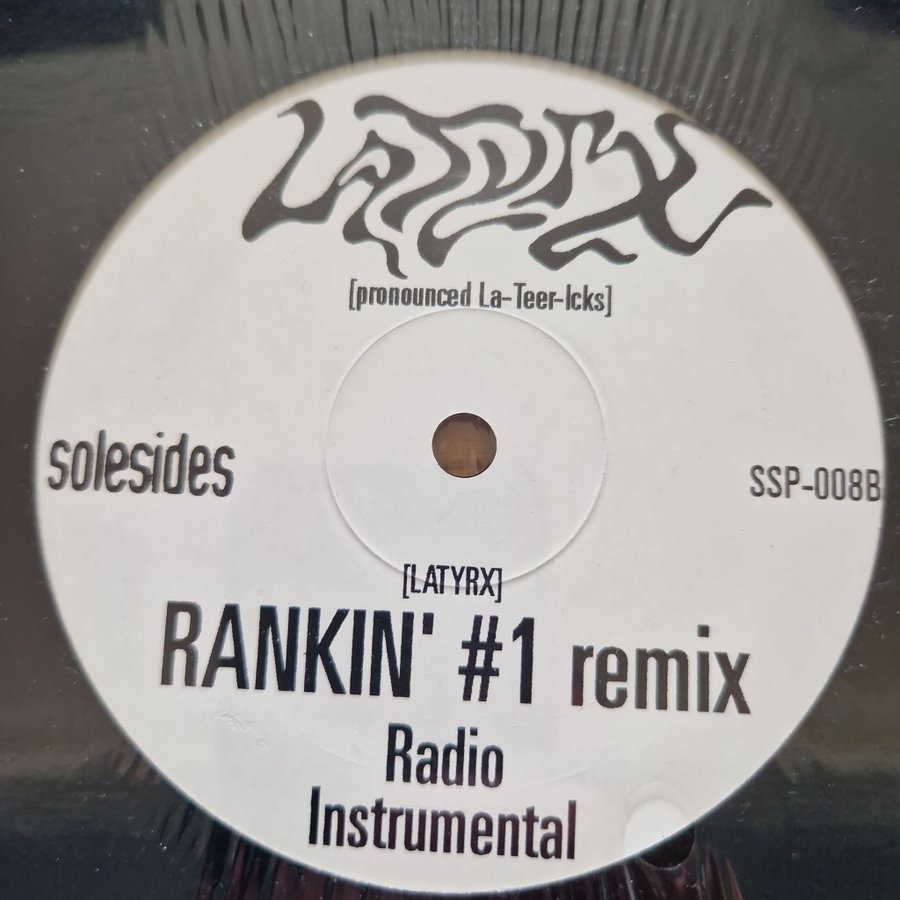 LATYRX
[pronounced La-Teer-Icks]
solesides
SSP-008B
[LATYRX]
RANKIN' #1 remix
Radio
Instrumental